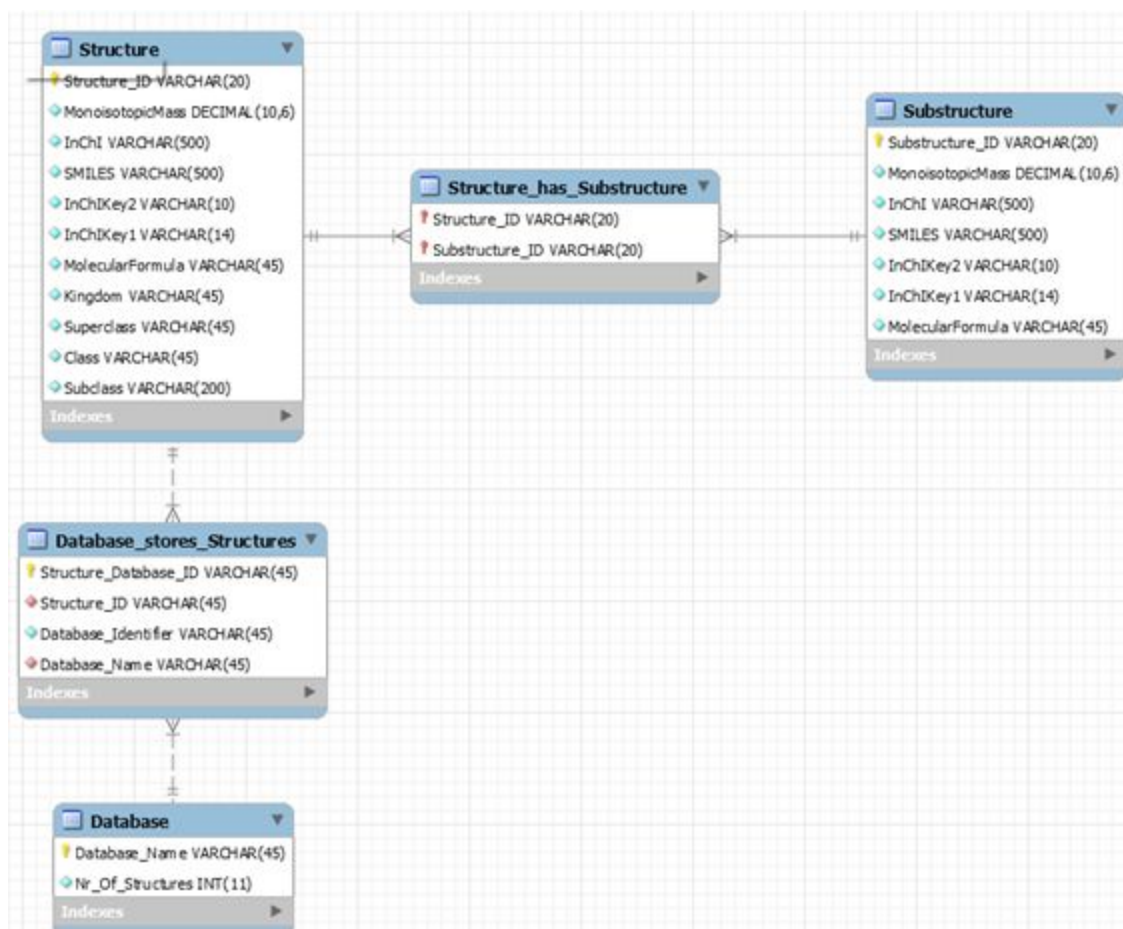 Structure
Structure_ID VARCHAR(20)
MonoisotopicMass DECIMAL(10,6)
InChI VARCHAR(500)
SMILES VARCHAR(500)
InChIKey2 VARCHAR(10)
InChIKey1 VARCHAR(14)
MolecularFormula VARCHAR(45)
Kingdom VARCHAR(45)
Superclass VARCHAR(45)
Class VARCHAR(45)
Subclass VARCHAR(200)
Indexes
Structure_has_Substructure
Structure_ID VARCHAR(20)
Substructure_ID VARCHAR(20)
Indexes
Substructure
Substructure_ID VARCHAR(20)
MonoisotopicMass DECIMAL(10,6)
InChI VARCHAR(500)
SMILES VARCHAR(500)
InChIKey2 VARCHAR(10)
InChIKey1 VARCHAR(14)
MolecularFormula VARCHAR(45)
Indexes
Database_stores_Structures
Structure_Database_ID VARCHAR(45)
Structure_ID VARCHAR(45)
Database_Identifier VARCHAR(45)
Database_Name VARCHAR(45)
Indexes
Database
Database_Name VARCHAR(45)
Nr_Of_Structures INT(11)
Indexes